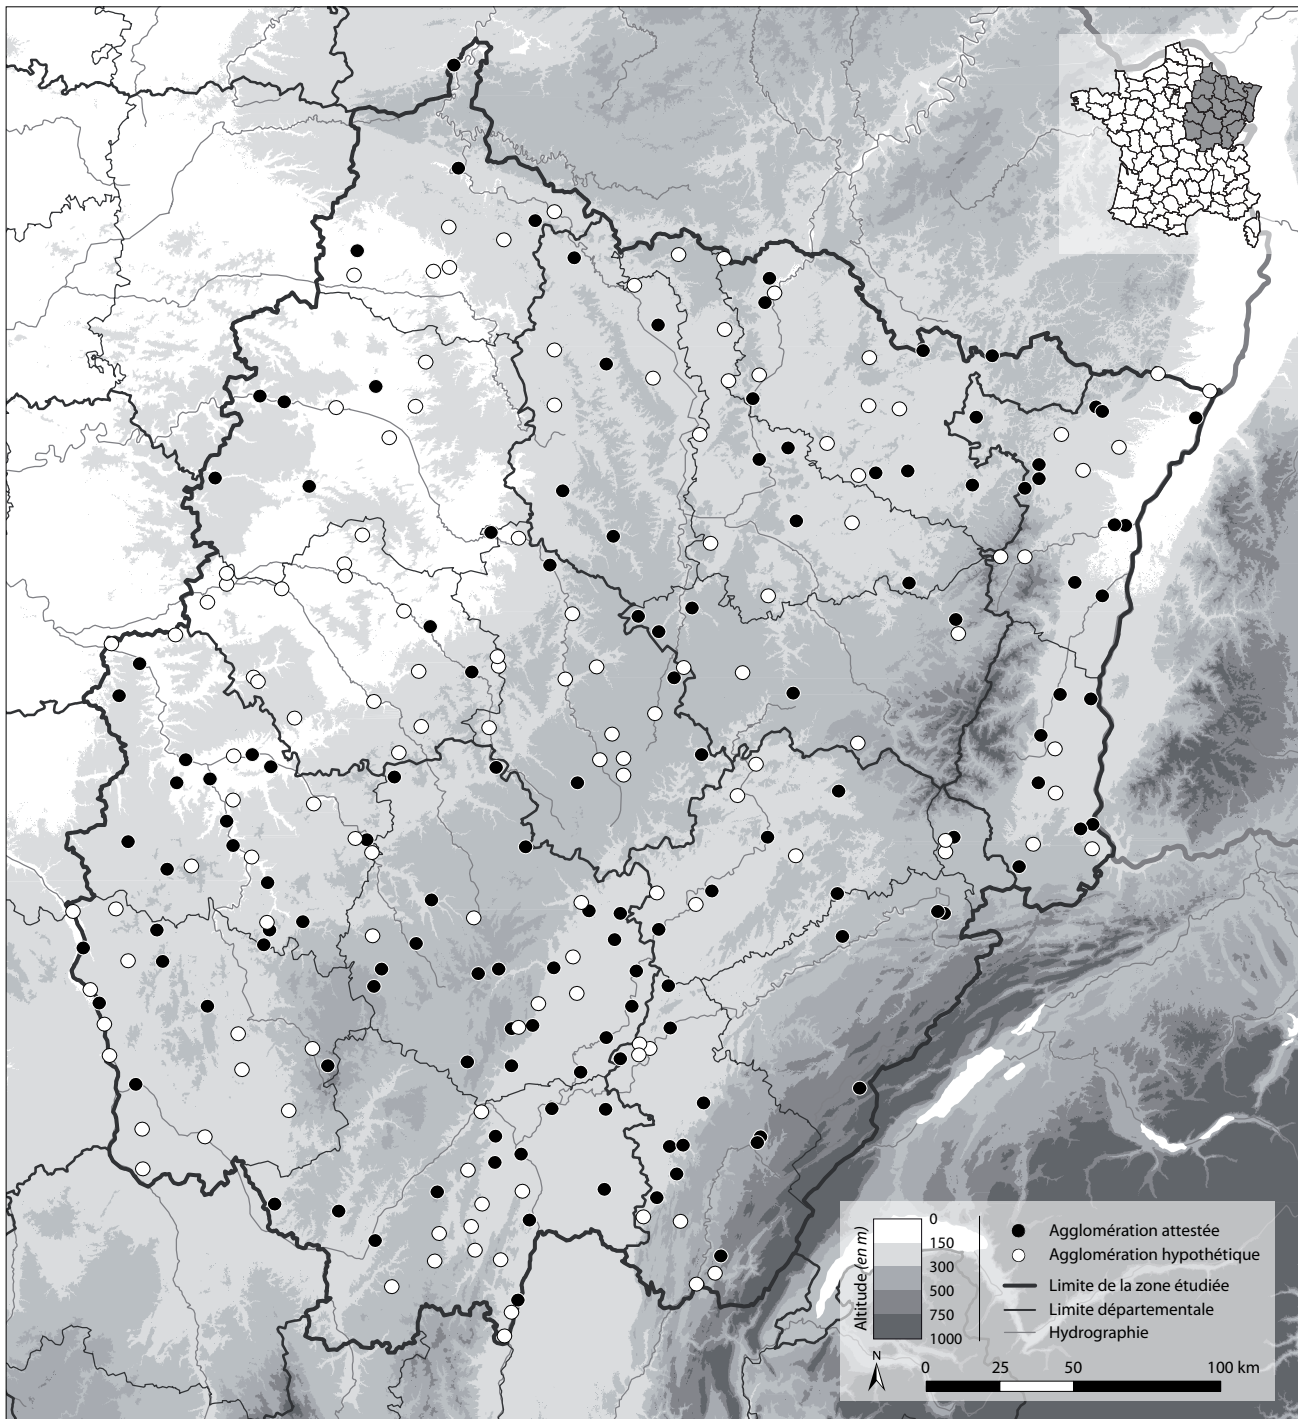 Altitude (en m)
0
150
300
500
750
1000
Agglomération attestée
Agglomération hypothétique
Limite de la zone étudiée
Limite départementale
Hydrographie
N
0 25 50 100 km